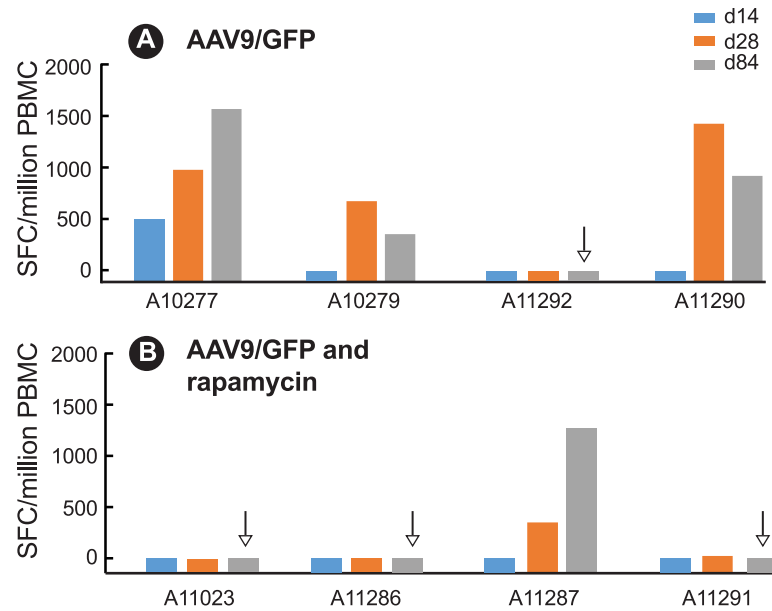 A AAV9/GFP
d14
d28
d84
SFC/million PBMC
2000
1500
1000
500
0
A10277 A10279 A11292 A11290
B AAV9/GFP and
rapamycin
SFC/million PBMC
2000
1500
1000
500
0
A11023 A11286 A11287 A11291